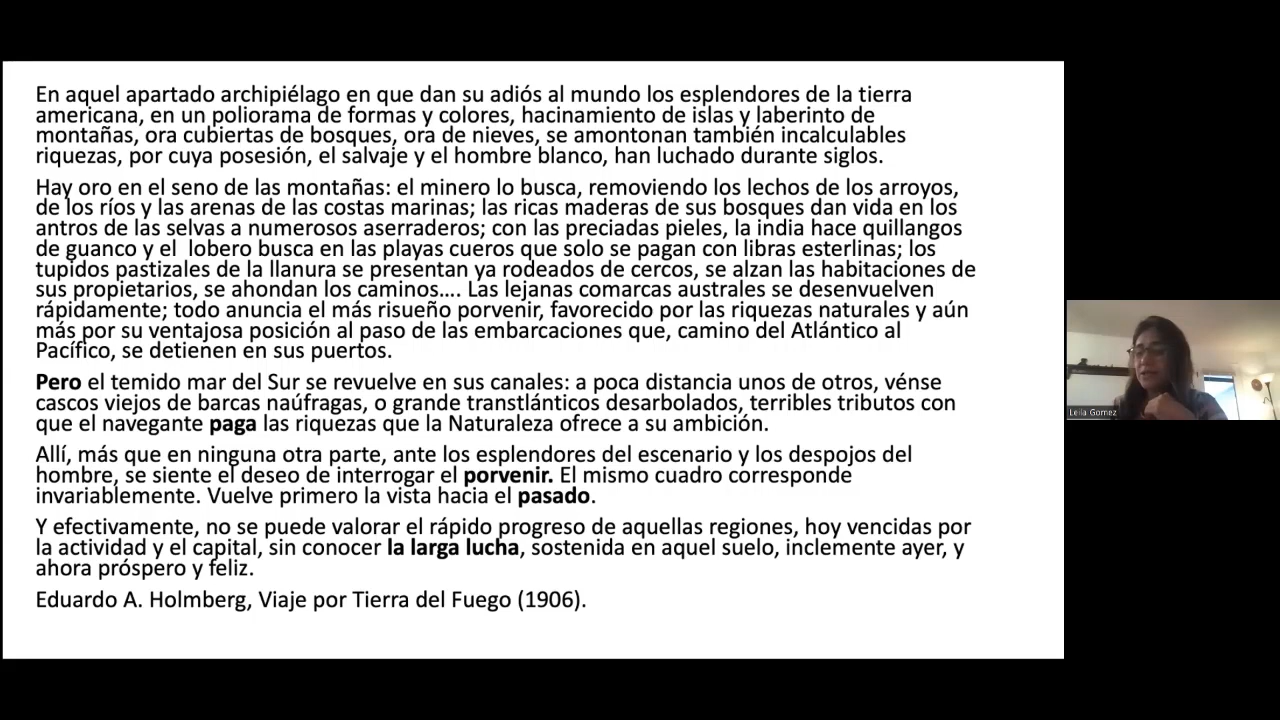 En aquel apartado archipiélago en que dan su adiós al mundo los esplendores de la tierra
americana, en un poliorama de formas y colores, hacinamiento de islas y laberinto de
montañas, ora cubiertas de bosques, ora de nieves, se amontonan también incalculables
riquezas, por cuya posesión, el salvaje y el hombre blanco, han luchado durante siglos.
Hay oro en el seno de las montañas: el minero lo busca, removiendo los lechos de los arroyos,
de los ríos y las arenas de las costas marinas; las ricas maderas de sus bosques dan vida en los
antros de las selvas a numerosos aserraderos; con las preciadas pieles, la india hace quillangos
de guanco y el  lobero busca en las playas cueros que solo se pagan con libras esterlinas; los
tupidos pastizales de la llanura se presentan ya rodeados de cercos, se alzan las habitaciones de
sus propietarios, se ahondan los caminos…. Las lejanas comarcas australes se desenvuelven
rápidamente; todo anuncia el más risueño porvenir, favorecido por las riquezas naturales y aún
más por su ventajosa posición al paso de las embarcaciones que, camino del Atlántico al
Pacífico, se detienen en sus puertos.
Pero el temido mar del Sur se revuelve en sus canales: a poca distancia unos de otros, vénse
cascos viejos de barcas naúfragas, o grande transtlánticos desarbolados, terribles tributos con
que el navegante paga las riquezas que la Naturaleza ofrece a su ambición.
Allí, más que en ninguna otra parte, ante los esplendores del escenario y los despojos del
hombre, se siente el deseo de interrogar el porvenir. El mismo cuadro corresponde
invariablemente. Vuelve primero la vista hacia el pasado.
Y efectivamente, no se puede valorar el rápido progreso de aquellas regiones, hoy vencidas por
la actividad y el capital, sin conocer la larga lucha, sostenida en aquel suelo, inclemente ayer, y
ahora próspero y feliz.
Eduardo A. Holmberg, Viaje por Tierra del Fuego (1906).
Leila Gomez